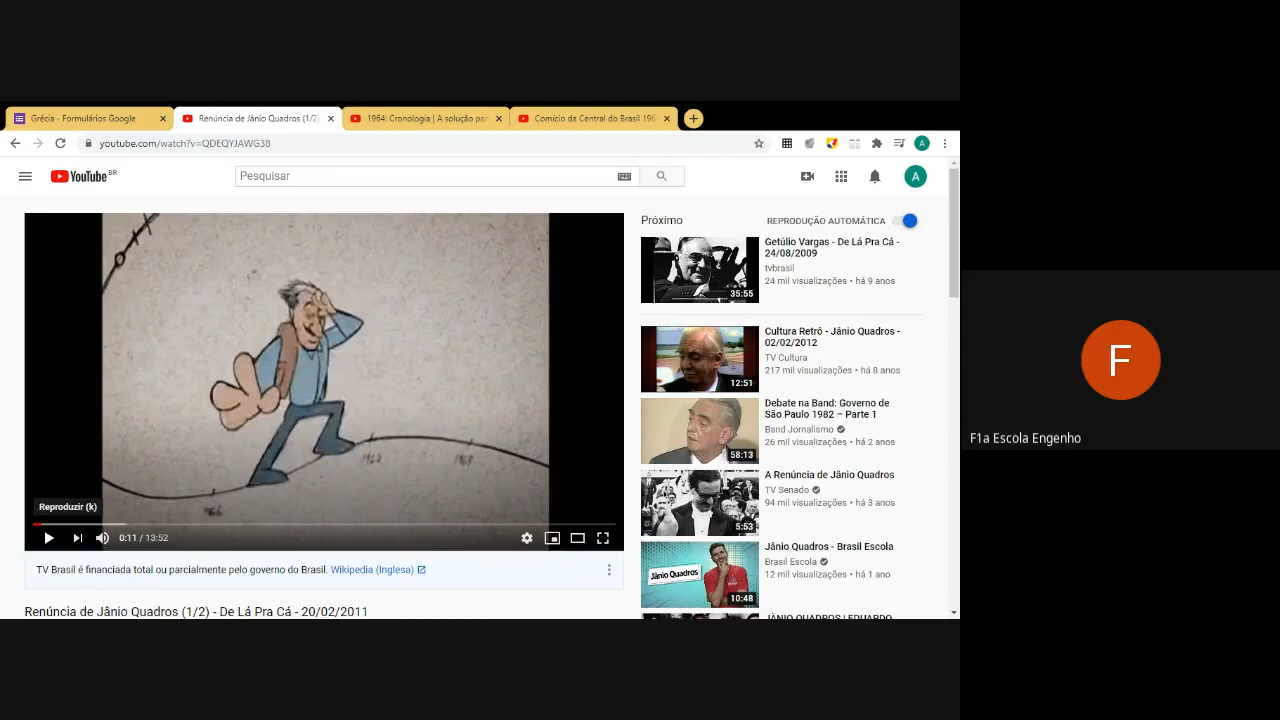 Grécia - Formulários Google
Renúncia de Jânio Quadros (1/2)
1964: Cronologia | A solução par
Comício da Central do Brasil 196
youtube.com/watch?v=QDEQYJAWG38
A
YouTube BR
Pesquisar
A
Próximo
REPRODUÇÃO AUTOMÁTICA
Getúlio Vargas - De Lá Pra Cá -
24/08/2009
tvbrasil
24 mil visualizações • há 9 anos
35:55
Cultura Retrô - Jânio Quadros -
02/02/2012
TV Cultura
217 mil visualizações • há 8 anos
12:51
Debate na Band: Governo de
São Paulo 1982 – Parte 1
Band Jornalismo
26 mil visualizações • há 2 anos
58:13
A Renúncia de Jânio Quadros
TV Senado
94 mil visualizações • há 3 anos
5:53
Jânio Quadros - Brasil Escola
Brasil Escola
12 mil visualizações • há 1 ano
Jânio Quadros
10:48
JÂNIO QUADROS | EDUARDO
Reproduzir (k)
0:11 / 13:52
TV Brasil é financiada total ou parcialmente pelo governo do Brasil. Wikipedia (Inglesa)
Renúncia de Jânio Quadros (1/2) - De Lá Pra Cá - 20/02/2011
F
F1a Escola Engenho